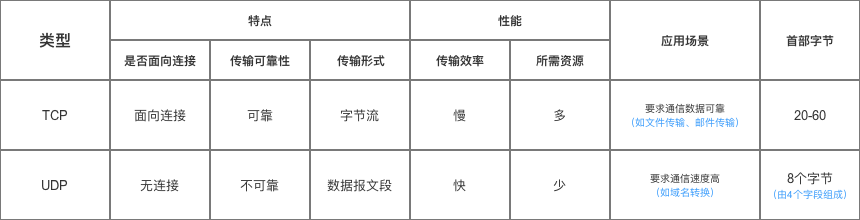 类型
特点
性能
应用场景
首部字节
是否面向连接
传输可靠性
传输形式
传输效率
所需资源
TCP
面向连接
可靠
字节流
慢
多
要求通信数据可靠
(如文件传输、邮件传输)
20-60
UDP
无连接
不可靠
数据报文段
快
少
要求通信速度高
(如域名转换)
8个字节
(由4个字段组成)